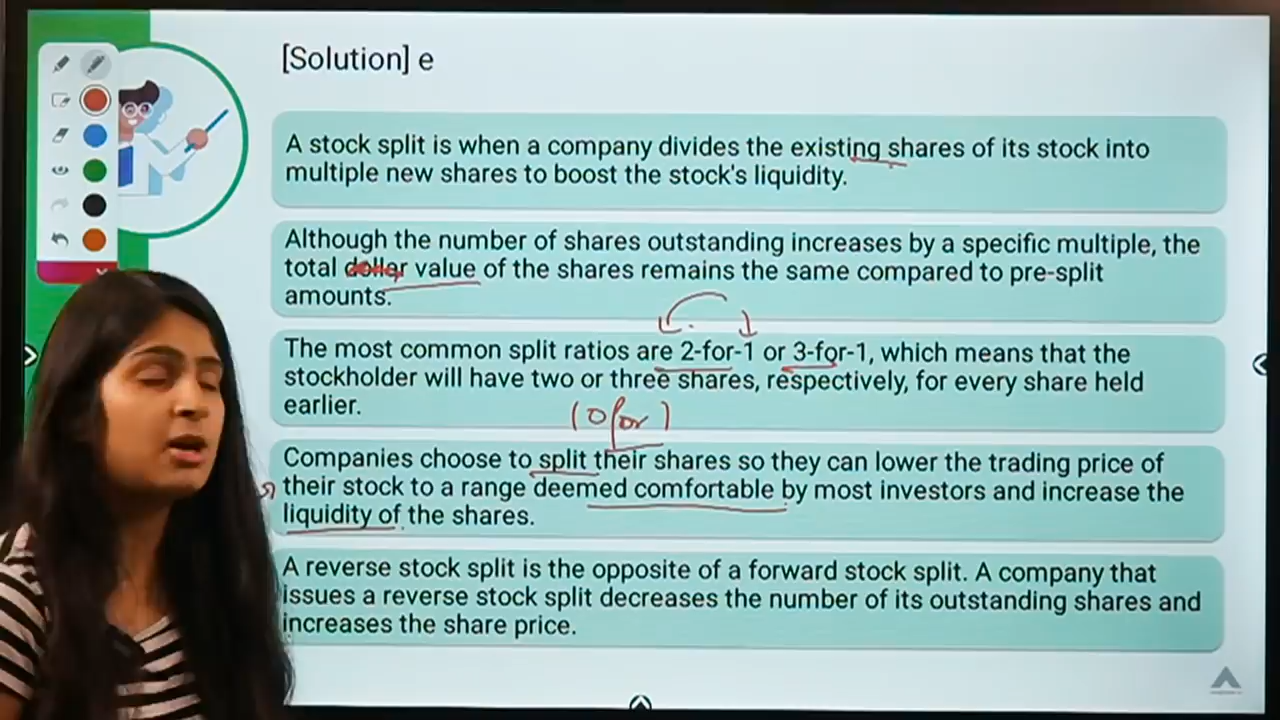 [Solution] e
A stock split is when a company divides the existing shares of its stock into
multiple new shares to boost the stock's liquidity.
Although the number of shares outstanding increases by a specific multiple, the
total dollar value of the shares remains the same compared to pre-split
amounts.
The most common split ratios are 2-for-1 or 3-for-1, which means that the
stockholder will have two or three shares, respectively, for every share held
earlier.
Companies choose to split their shares so they can lower the trading price of
their stock to a range deemed comfortable by most investors and increase the
liquidity of the shares.
A reverse stock split is the opposite of a forward stock split. A company that
issues a reverse stock split decreases the number of its outstanding shares and
increases the share price.